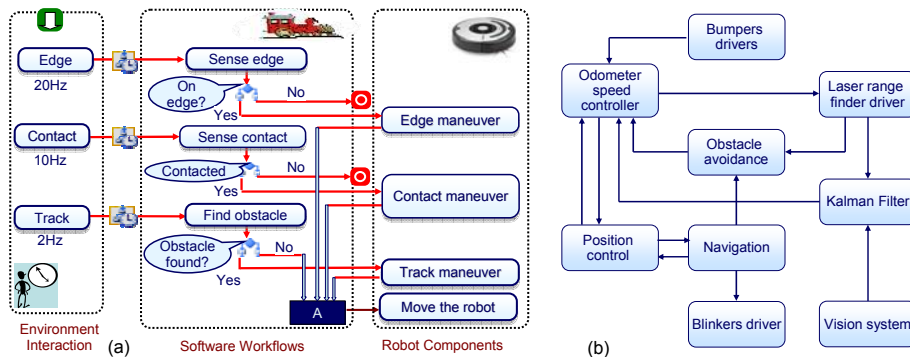 Edge
20Hz
Contact
10Hz
Track
2Hz
Environment
Interaction
(a)
Sense edge
On
edge?
No
Yes
Sense contact
Contacted
No
Yes
Find obstacle
Obstacle
found?
No
Yes
A
Software Workflows
Edge maneuver
Contact maneuver
Track maneuver
Move the robot
Robot Components
Bumpers
drivers
Odometer
speed
controller
Laser range
finder driver
Obstacle
avoidance
Kalman Filter
Position
control
Navigation
Blinkers driver
Vision system
(b)